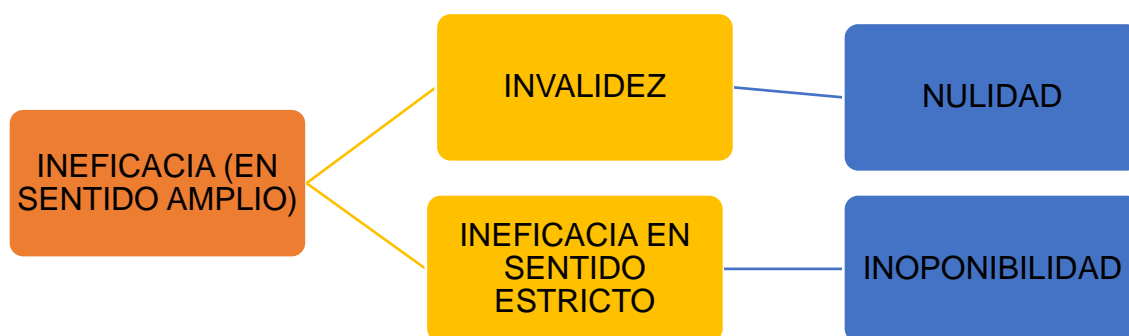 INEFICACIA (EN
SENTIDO AMPLIO)
INVALIDEZ
NULIDAD
INEFICACIA EN
SENTIDO
ESTRICTO
INOPONIBILIDAD